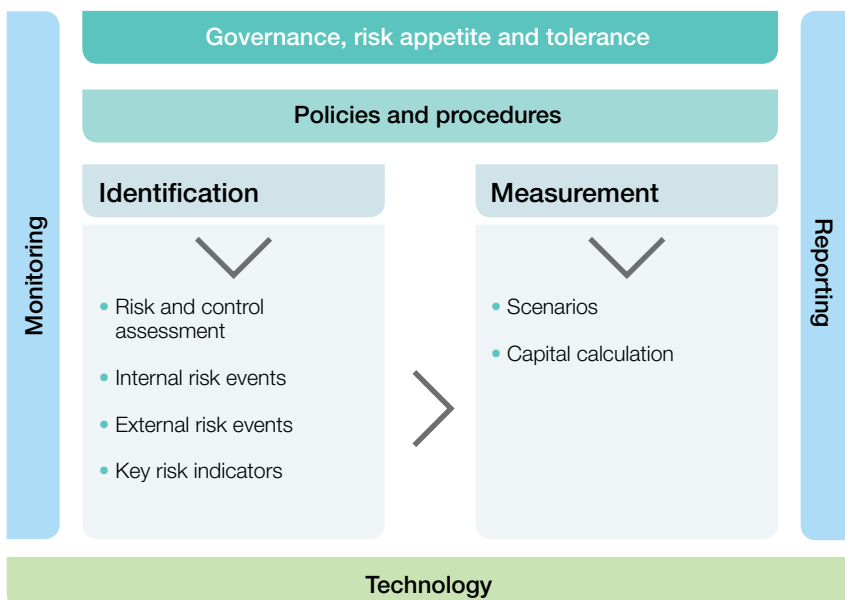 Governance, risk appetite and tolerance
Policies and procedures
Monitoring
Identification
Risk and control
assessment
Internal risk events
External risk events
Key risk indicators
Measurement
Scenarios
Capital calculation
Reporting
Technology